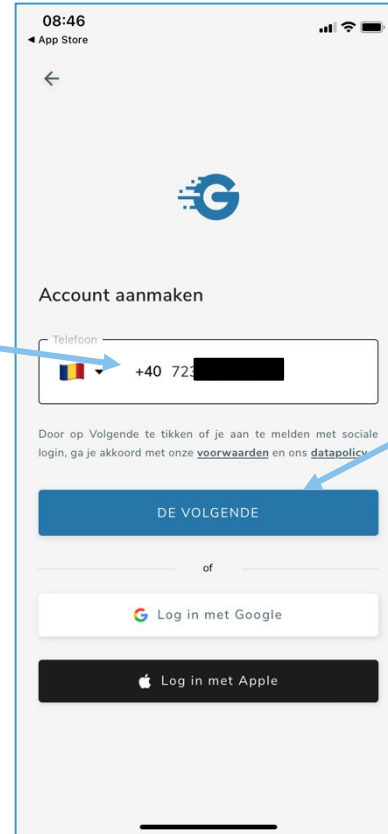 08:46
App Store
Account aanmaken
Telefoon
+40 723
Door op Volgende te tikken of je aan te melden met sociale
login, ga je akkoord met onze voorwaarden en ons datapolicy.
DE VOLGENDE
of
Log in met Google
Log in met Apple